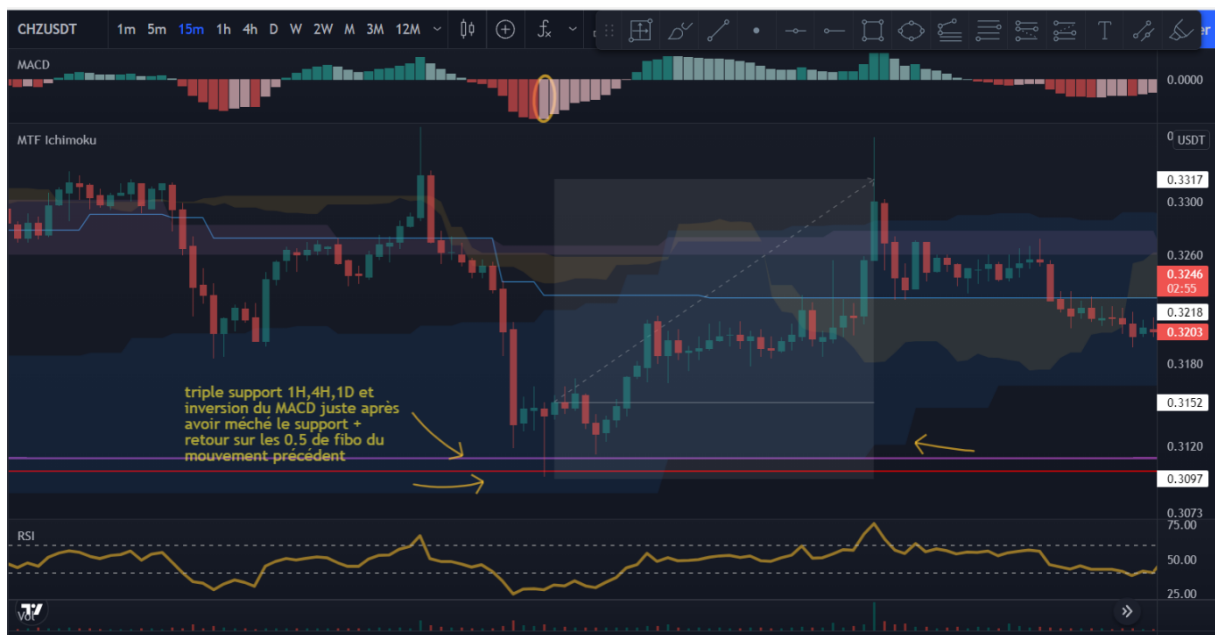 CHZUSDT 1m 5m 15m 1h 4h D W 2W M 3M 12M
MACD
0.0000
MTF Ichimoku
USDT
0.3317
0.3300
0.3260
0.3246
02:55
0.3218
0.3203
0.3180
triple support 1H,4H,1D et
inversion du MACD juste après
avoir méché le support +
retour sur les 0.5 de fibo du
mouvement précédent
0.3152
0.3120
0.3097
0.3073
RSI
75.00
50.00
25.00